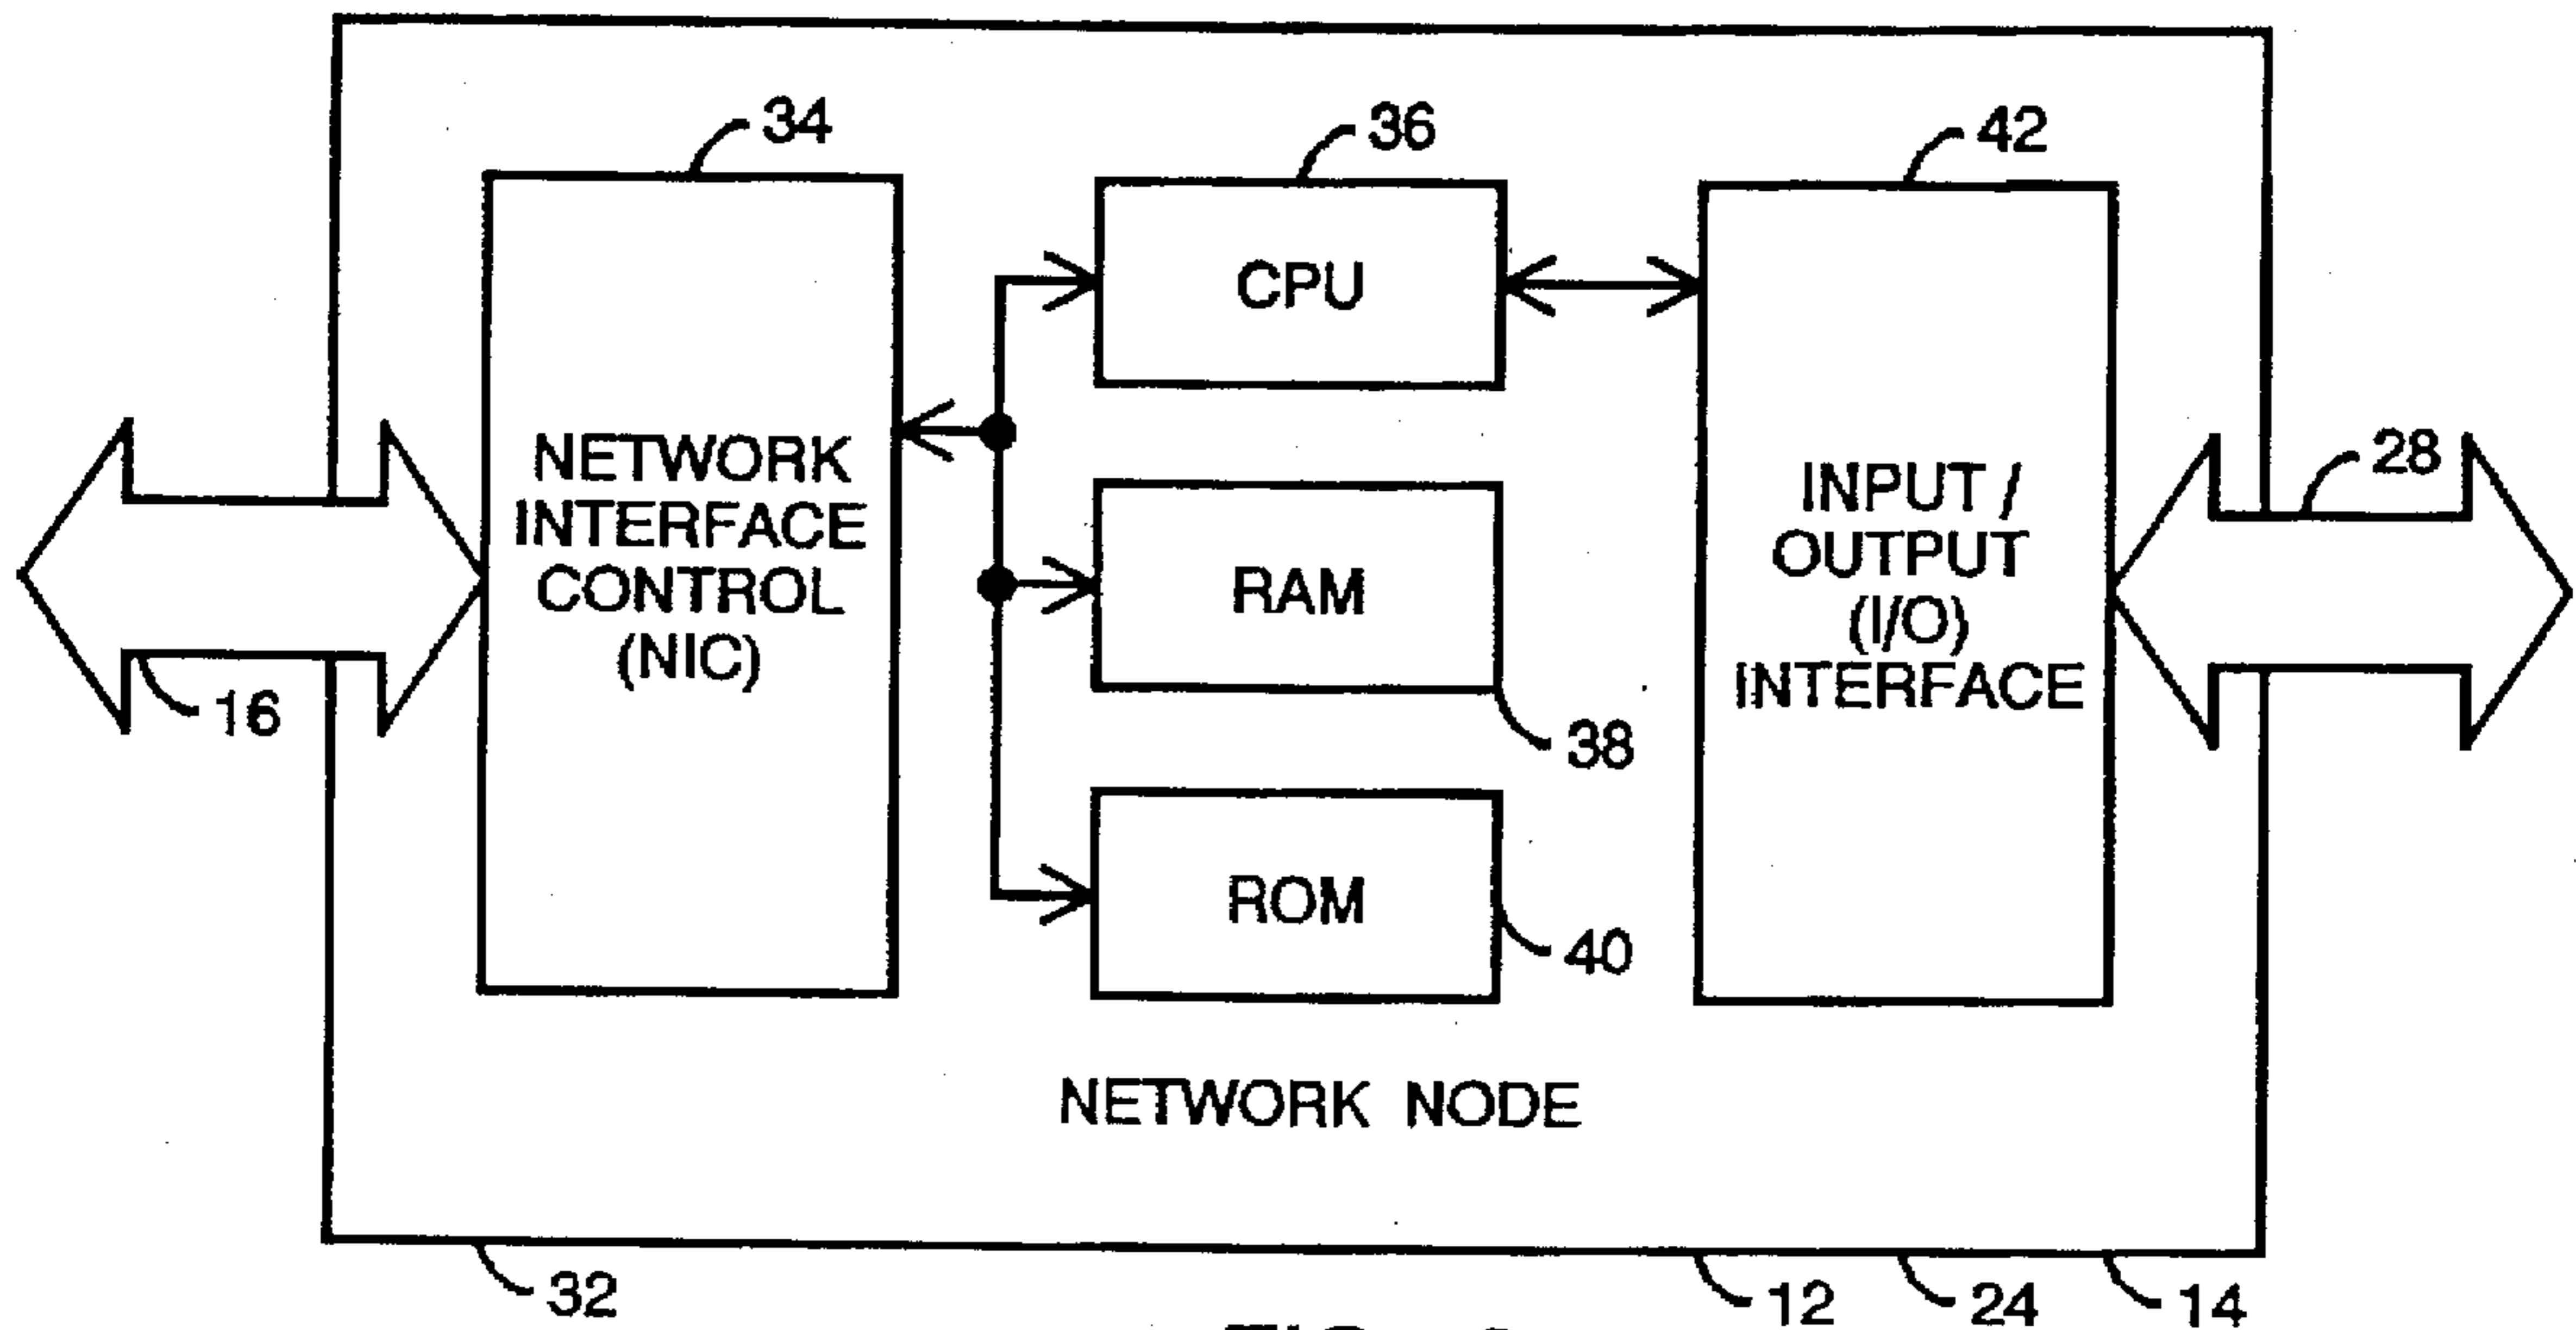 34
36
42
CPU
NETWORK
INTERFACE
CONTROL
(NIC)
INPUT /
OUTPUT
(I/O)
INTERFACE
28
RAM
16
38
ROM
40
NETWORK NODE
32
12
24
14